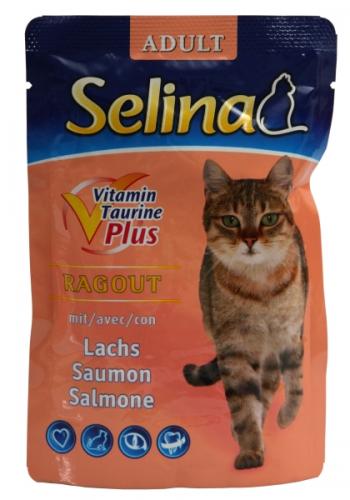 ADULT
Selina
Vitamin
Taurine
Plus
RAGOUT
mit/avec/con
Lachs
Saumon
Salmone